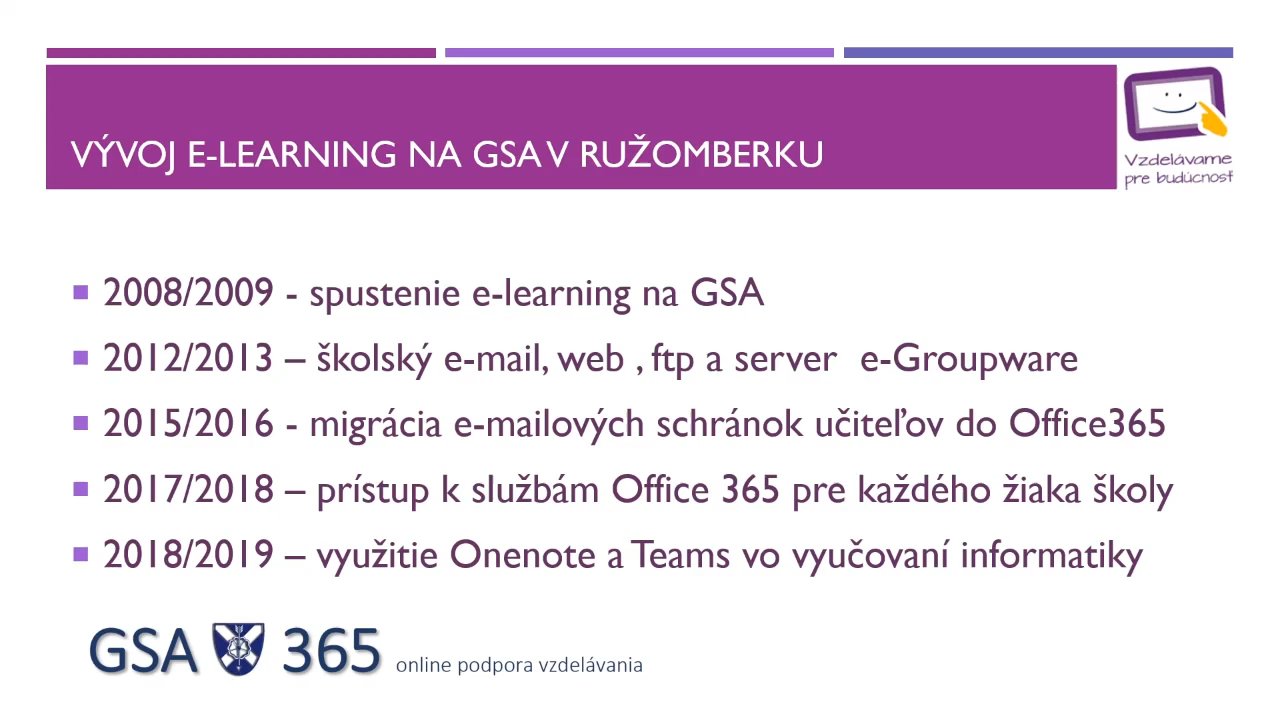 VÝVOJ E-LEARNING NA GSA V RUŽOMBERKU
Vzdelávame
pre budúcnosť
2008/2009 - spustenie e-learning na GSA
2012/2013 – školský e-mail, web , ftp a server  e-Groupware
2015/2016 - migrácia e-mailových schránok učiteľov do Office365
2017/2018 – prístup k službám Office 365 pre každého žiaka školy
2018/2019 – využitie Onenote a Teams vo vyučovaní informatiky
GSA 365 online podpora vzdelávania